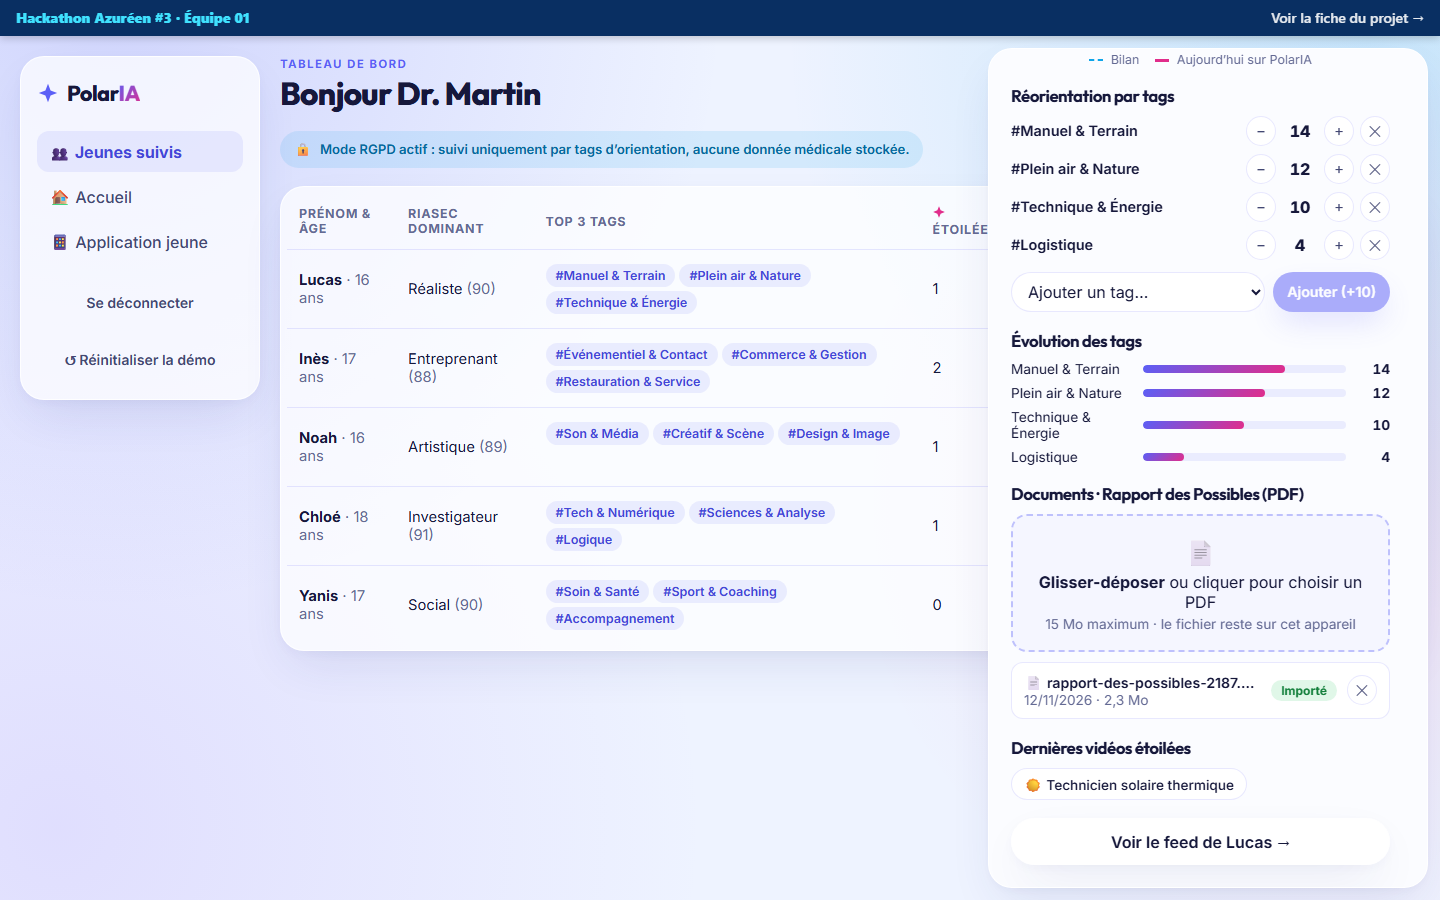 Hackathon Azuréen #3 · Équipe 01
Voir la fiche du projet →
PolarIA
Jeunes suivis
Accueil
Application jeune
Se déconnecter
↺ Réinitialiser la démo
TABLEAU DE BORD
Bonjour Dr. Martin
Mode RGPD actif : suivi uniquement par tags d’orientation, aucune donnée médicale stockée.
PRÉNOM & ÂGE
RIASEC DOMINANT
TOP 3 TAGS
✦ ÉTOILÉE
Lucas · 16 ans
Réaliste (90)
#Manuel & Terrain #Plein air & Nature
#Technique & Énergie
1
Inès · 17 ans
Entreprenant (88)
#Événementiel & Contact #Commerce & Gestion
#Restauration & Service
2
Noah · 16 ans
Artistique (89)
#Son & Média #Créatif & Scène #Design & Image
1
Chloé · 18 ans
Investigateur (91)
#Tech & Numérique #Sciences & Analyse
#Logique
1
Yanis · 17 ans
Social (90)
#Soin & Santé #Sport & Coaching
#Accompagnement
0
Bilan Aujourd’hui sur PolarIA
Réorientation par tags
#Manuel & Terrain − 14 +
#Plein air & Nature − 12 +
#Technique & Énergie − 10 +
#Logistique − 4 +
Ajouter un tag... Ajouter (+10)
Évolution des tags
Manuel & Terrain 14
Plein air & Nature 12
Technique & Énergie 10
Logistique 4
Documents · Rapport des Possibles (PDF)
Glisser-déposer ou cliquer pour choisir un
PDF
15 Mo maximum · le fichier reste sur cet appareil
rapport-des-possibles-2187.…
12/11/2026 · 2,3 Mo
Importé
Dernières vidéos étoilées
Technicien solaire thermique
Voir le feed de Lucas →